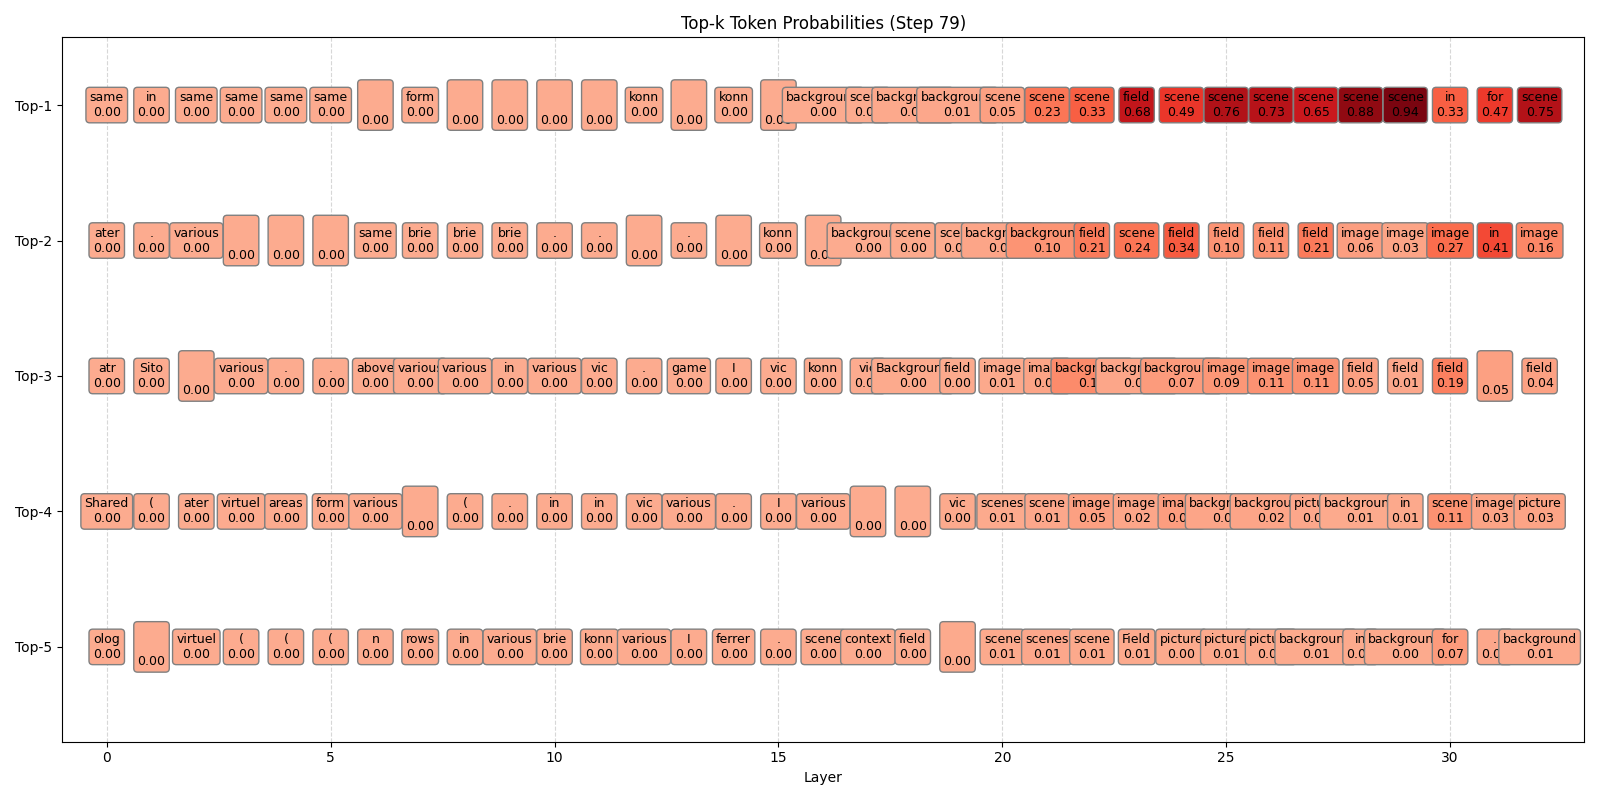 Top-k Token Probabilities (Step 79)
Top-1
same in same same same same form konn konn scene scene scene field scene scene scene scene scene scene in for scene
0.00 0.00 0.00 0.00 0.00 0.00 0.00 0.00 0.00 0.00 0.00 0.00 0.00 0.00 0.00 0.00 0.01 0.05 0.23 0.33 0.68 0.49 0.76 0.73 0.65 0.88 0.94 0.33 0.47 0.75
Top-2
ater . various same brie brie brie . . . konn scene field scene field field field field image image image in image
0.00 0.00 0.00 0.00 0.00 0.00 0.00 0.00 0.00 0.00 0.00 0.00 0.00 0.00 0.00 0.00 0.00 0.00 0.10 0.21 0.24 0.34 0.10 0.11 0.21 0.06 0.03 0.27 0.41 0.16
Top-3
atr Sito various . . above various various in various vic . game I vic konn Background field image image image image field field field field
0.00 0.00 0.00 0.00 0.00 0.00 0.00 0.00 0.00 0.00 0.00 0.00 0.00 0.00 0.00 0.00 0.00 0.00 0.00 0.01 0.07 0.09 0.11 0.11 0.05 0.01 0.19 0.05 0.04
Top-4
Shared ( ater virtuel areas form various ( . in in vic various . I various vic scenes scene image image background in scene image picture
0.00 0.00 0.00 0.00 0.00 0.00 0.00 0.00 0.00 0.00 0.00 0.00 0.00 0.00 0.00 0.00 0.00 0.00 0.00 0.00 0.01 0.01 0.05 0.02 0.02 0.01 0.01 0.11 0.03 0.03
Top-5
olog virtuel ( ( ( n rows in various brie konn various I ferrer . scene context field scene scenes scene Field picture picture background in background for . background
0.00 0.00 0.00 0.00 0.00 0.00 0.00 0.00 0.00 0.00 0.00 0.00 0.00 0.00 0.00 0.00 0.00 0.00 0.00 0.00 0.01 0.01 0.01 0.01 0.00 0.01 0.01 0.00 0.07 0.01
0 5 10 15 20 25 30
Layer